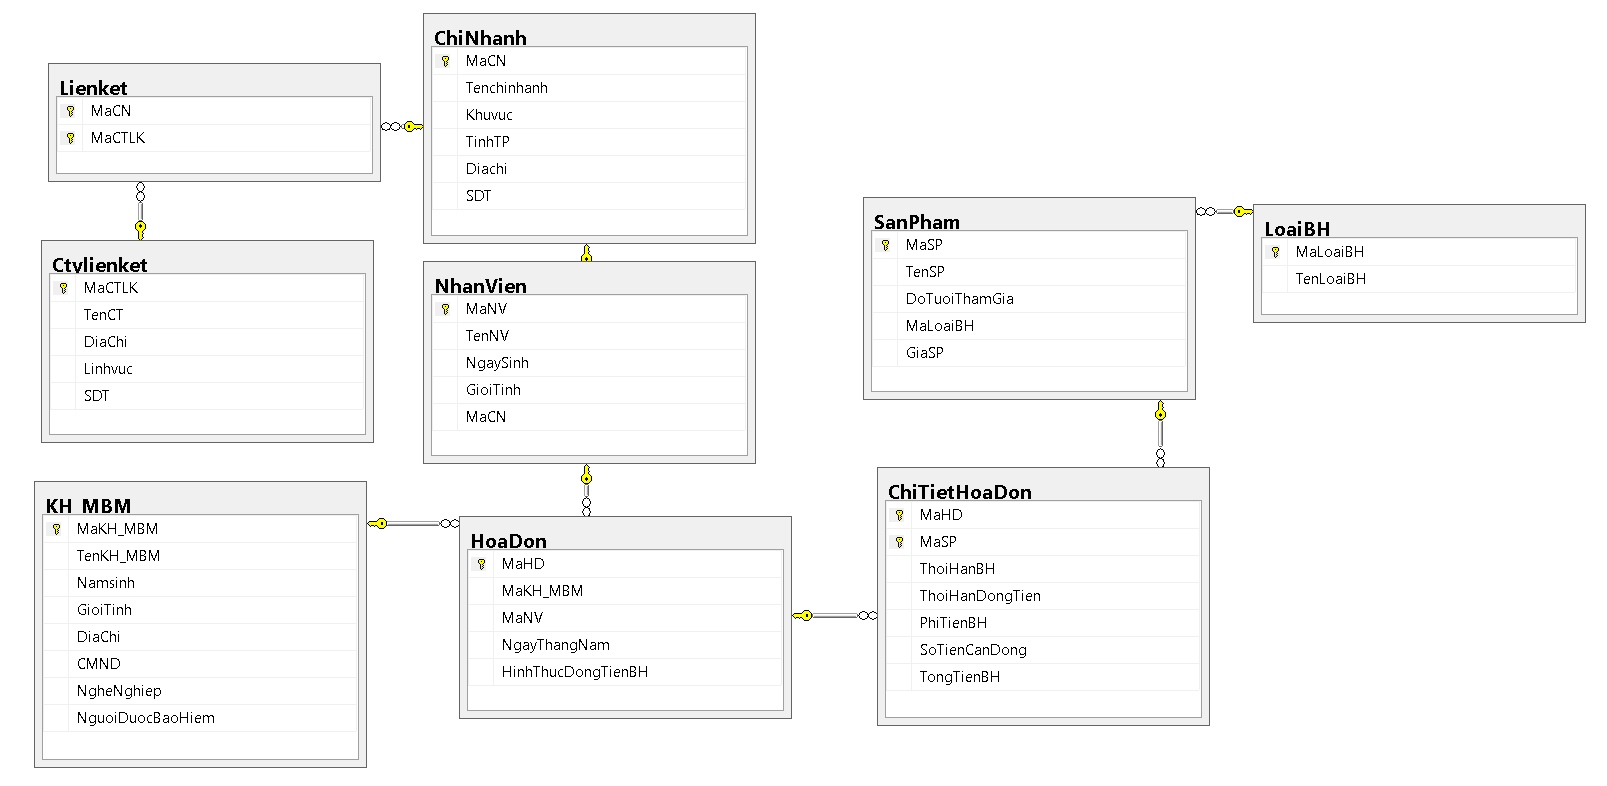 Lienket
MaCN
MaCTLK
ChiNhanh
MaCN
Tenchinhanh
Khuvuc
TinhTP
Diachi
SDT
Ctylienket
MaCTLK
TenCT
DiaChi
Linhvuc
SDT
NhanVien
MaNV
TenNV
NgaySinh
GioiTinh
MaCN
SanPham
MaSP
TenSP
DoTuoiThamGia
MaLoaiBH
GiaSP
LoaiBH
MaLoaiBH
TenLoaiBH
KH_MBM
MaKH_MBM
TenKH_MBM
Namsinh
GioiTinh
DiaChi
CMND
NgheNghiep
NguoiDuocBaoHiem
HoaDon
MaHD
MaKH_MBM
MaNV
NgayThangNam
HinhThucDongTienBH
ChiTietHoaDon
MaHD
MaSP
ThoiHanBH
ThoiHanDongTien
PhiTienBH
SoTienCanDong
TongTienBH